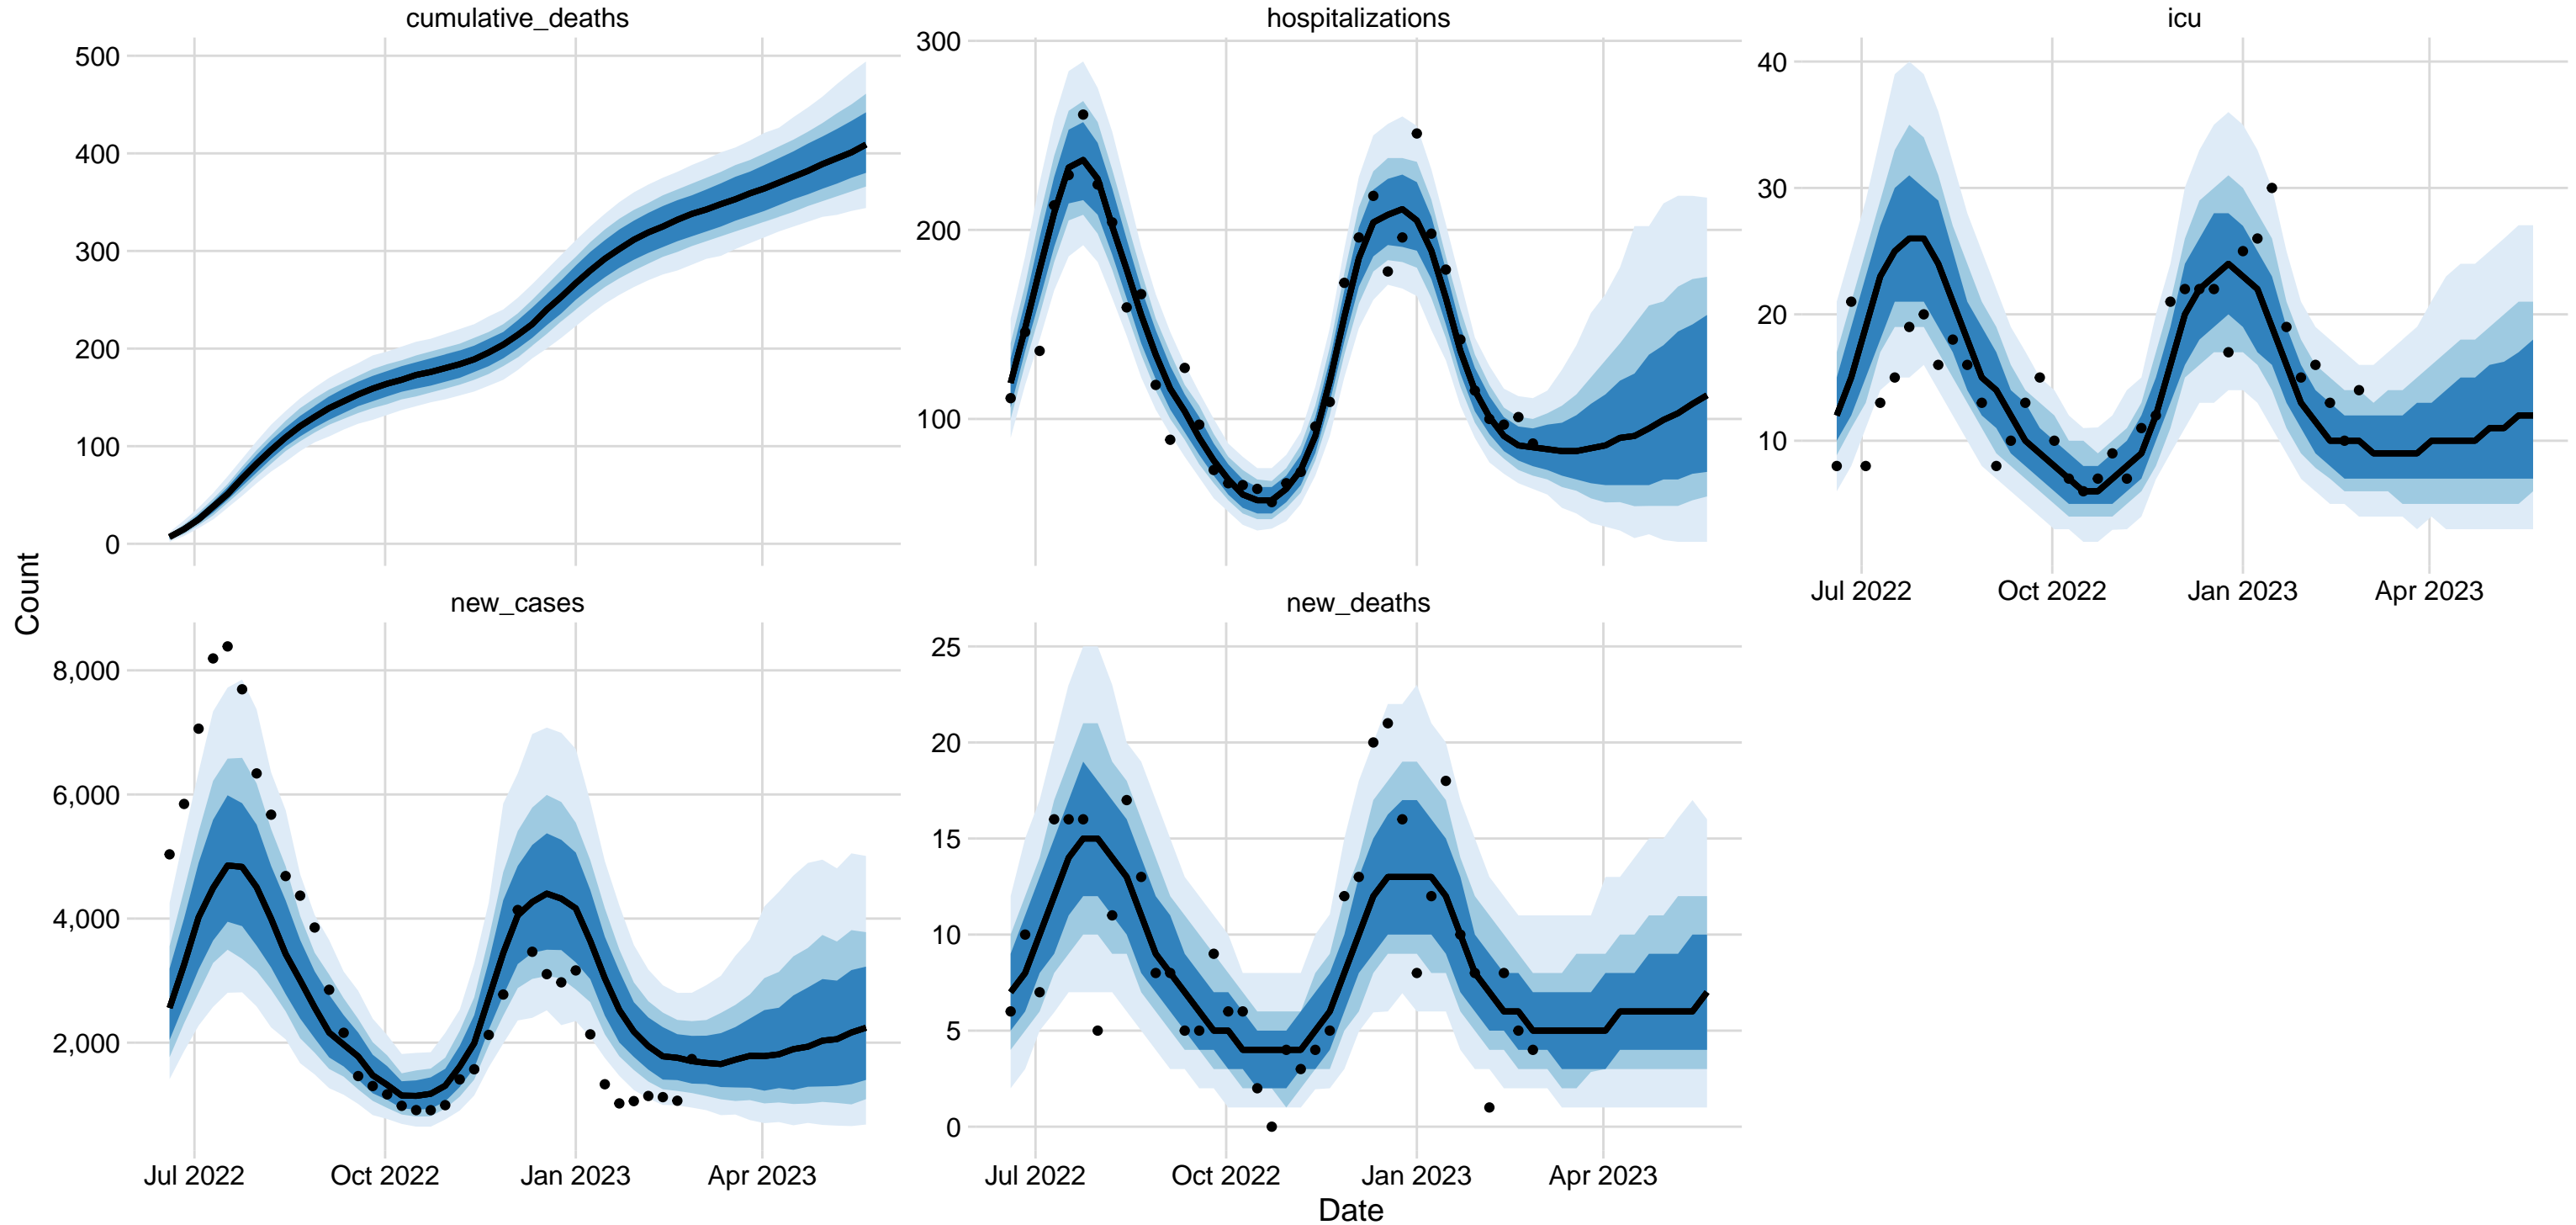 cumulative_deaths
500
400
300
200
100
0
hospitalizations
300
200
100
icu
40
30
20
10
Jul 2022 Oct 2022 Jan 2023 Apr 2023
Count
new_cases
8,000
6,000
4,000
2,000
Jul 2022 Oct 2022 Jan 2023 Apr 2023
new_deaths
25
20
15
10
5
0
Jul 2022 Oct 2022 Jan 2023 Apr 2023
Date